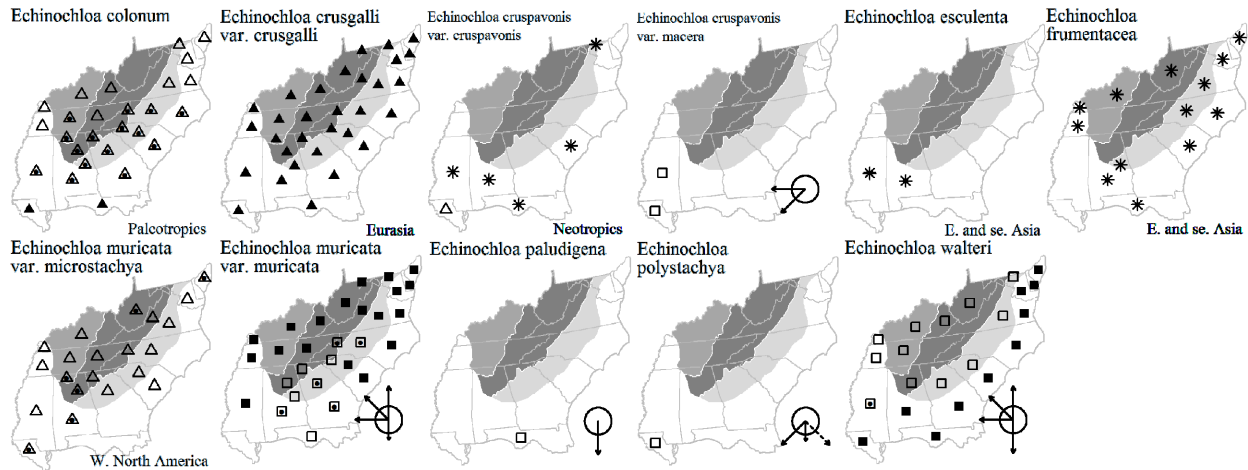 Echinochloa colonum
Paleotropics
Echinochloa crusgalli
var. crusgalli
Eurasia
Echinochloa cruspavonis
var. cruspavonis
Neotropics
Echinochloa cruspavonis
var. macera
Echinochloa esculenta
E. and se. Asia
Echinochloa
frumentacea
E. and se. Asia
Echinochloa muricata
var. microstachya
W. North America
Echinochloa muricata
var. muricata
Echinochloa paludigena
Echinochloa
polystachya
Echinochloa walteri